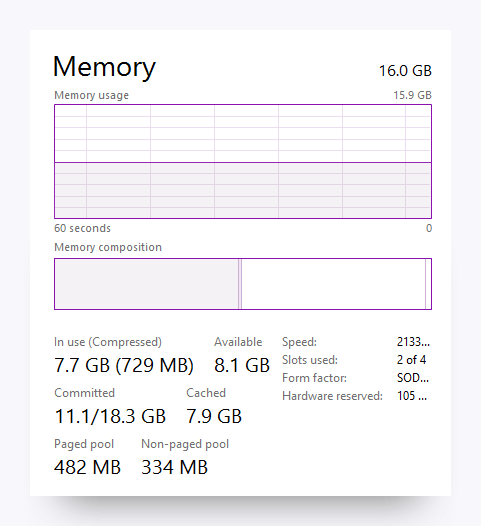 Memory 16.0 GB
Memory usage 15.9 GB
60 seconds 0
Memory composition
In use (Compressed) Available
7.7 GB (729 MB) 8.1 GB
Committed Cached
11.1/18.3 GB 7.9 GB
Paged pool Non-paged pool
482 MB 334 MB
Speed: 2133...
Slots used: 2 of 4
Form factor: SOD...
Hardware reserved: 105 ...